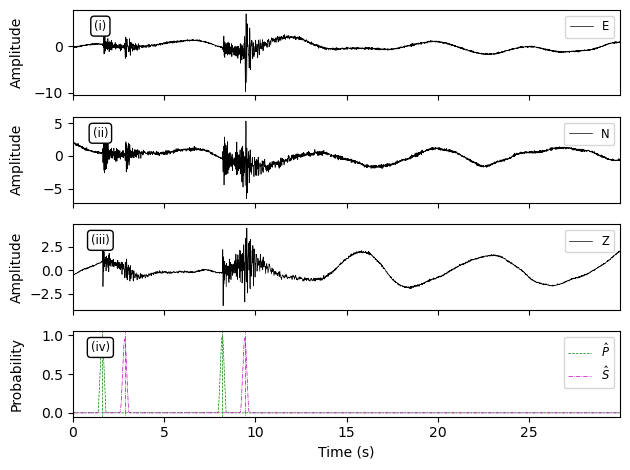 (i)
E
Amplitude
0
−10
(ii)
N
Amplitude
5
0
−5
(iii)
Z
Amplitude
2.5
0.0
−2.5
(iv)
P̂
Ŝ
Probability
1.0
0.5
0.0
0 5 10 15 20 25
Time (s)